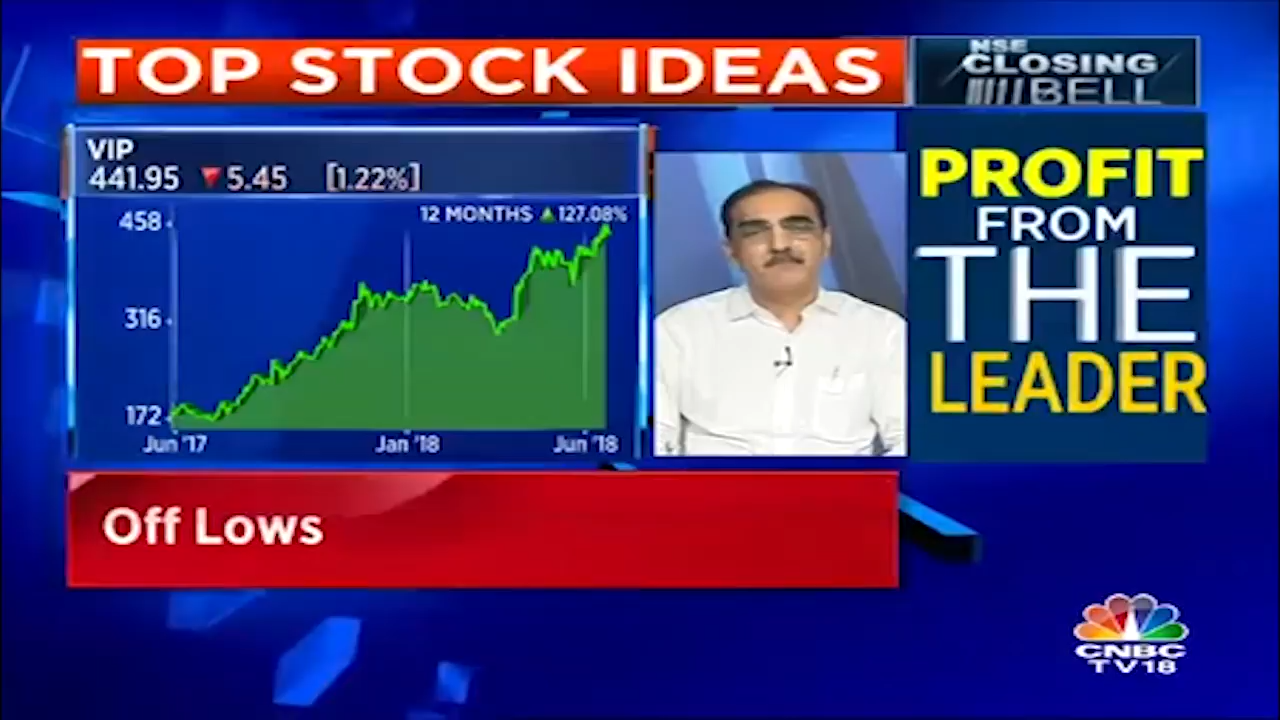 TOP STOCK IDEAS
NSE
CLOSING
BELL
VIP
441.95 ▼ 5.45 [1.22%]
12 MONTHS ▲ 127.08%
458
316
172
Jun '17 Jan '18 Jun '18
PROFIT
FROM
THE
LEADER
Off Lows
CNBC
TV18